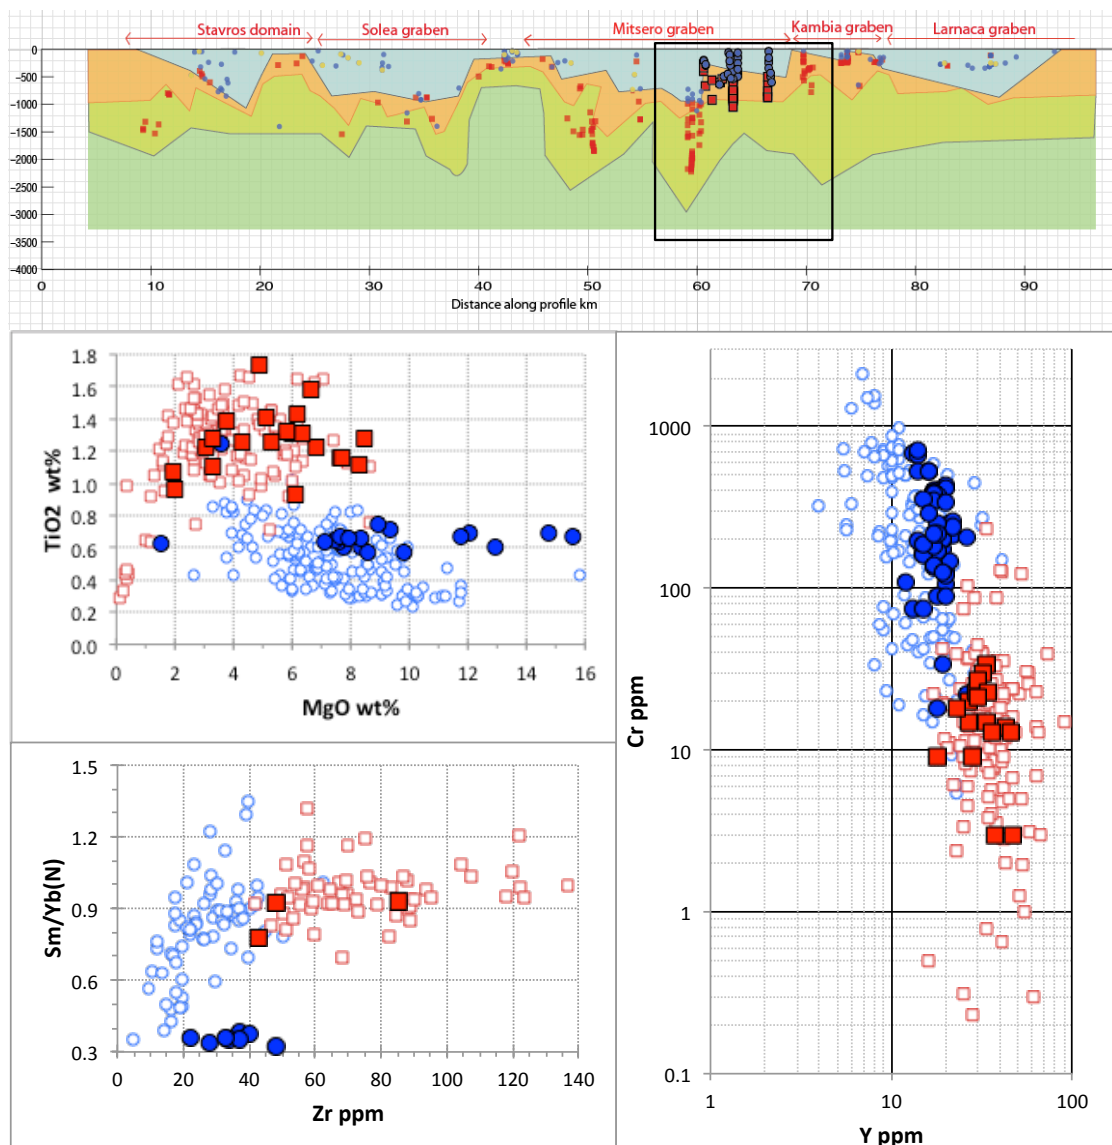 Stavros domain Solea graben Mitsero graben Kambia graben Larnaca graben
0
-500
-1000
-1500
-2000
-2500
-3000
-3500
-4000
0 10 20 30 40 50 60 70 80 90
Distance along profile km
TiO2 wt%
1.8
1.6
1.4
1.2
1.0
0.8
0.6
0.4
0.2
0.0
0 2 4 6 8 10 12 14 16
MgO wt%
Sm/Yb(N)
1.5
1.2
0.9
0.6
0.3
0 20 40 60 80 100 120 140
Zr ppm
Cr ppm
1000
100
10
1
0.1
1 10 100
Y ppm